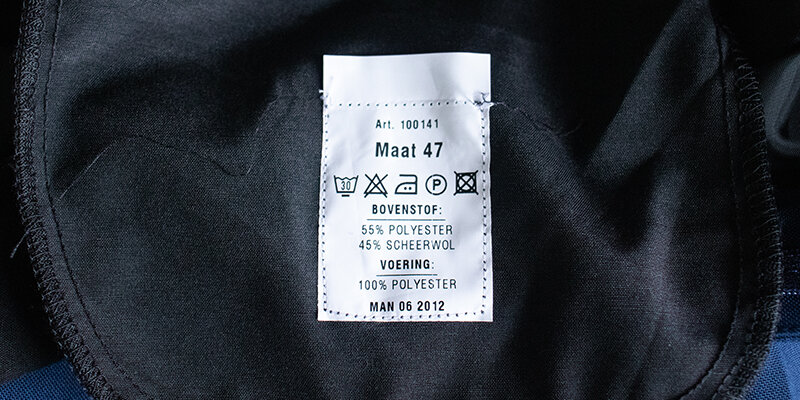 Art. 100141
Maat 47
30 P
BOVENSTOF:
55% POLYESTER
45% SCHEERWOL
VOERING:
100% POLYESTER
MAN 06 2012